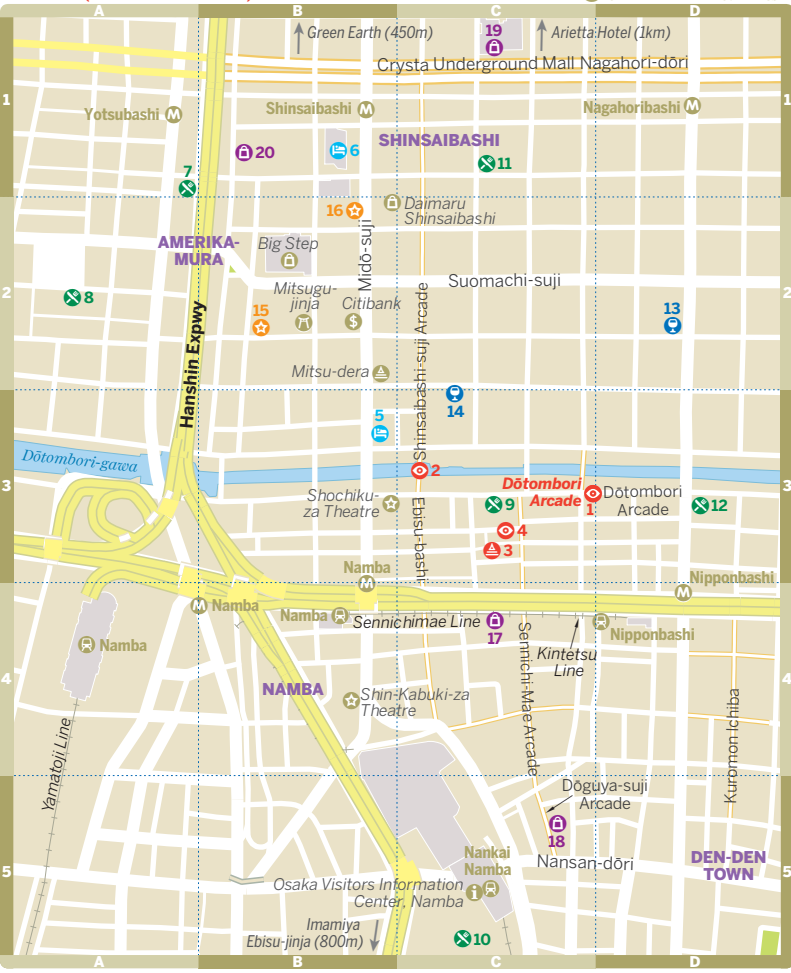 A B C D
Green Earth (450m)
19
Arietta Hotel (1km)
Crysta Underground Mall Nagahori-dōri
1 1
Yotsubashi M
Shinsaibashi M
Nagahoribashi M
SHINSAIBASHI
20
6
11
7
16
Daimaru
Shinsaibashi
AMERIKA-
MURA
Big Step
Midō-suji
Suomachi-suji
2 2
8
Mitsugu-
jinja
Citibank
$
15
13
Hanshin Expwy
Shinsaibashi-suji Arcade
Mitsu-dera
14
5
Dōtombori-gawa
2
3 3
Dōtombori
Arcade
1
Dōtombori
Arcade
Shochiku-
za Theatre
9
12
Ebisu-bashi
4
3
Namba
M
Nipponbashi
M
M Namba
Namba
Sennichimae Line
17
Nipponbashi
Namba
Kintetsu
Line
Sennichi-Mae Arcade
4 4
NAMBA
Shin-Kabuki-za
Theatre
Kuromon Ichiba
Yamatoji Line
Dōguya-suji
Arcade
18
Nankai
Namba
Nansan-dōri
DEN-DEN
TOWN
5 5
Osaka Visitors Information
Center, Namba
i
Imamiya
Ebisu-jinja (800m)
10
A B C D